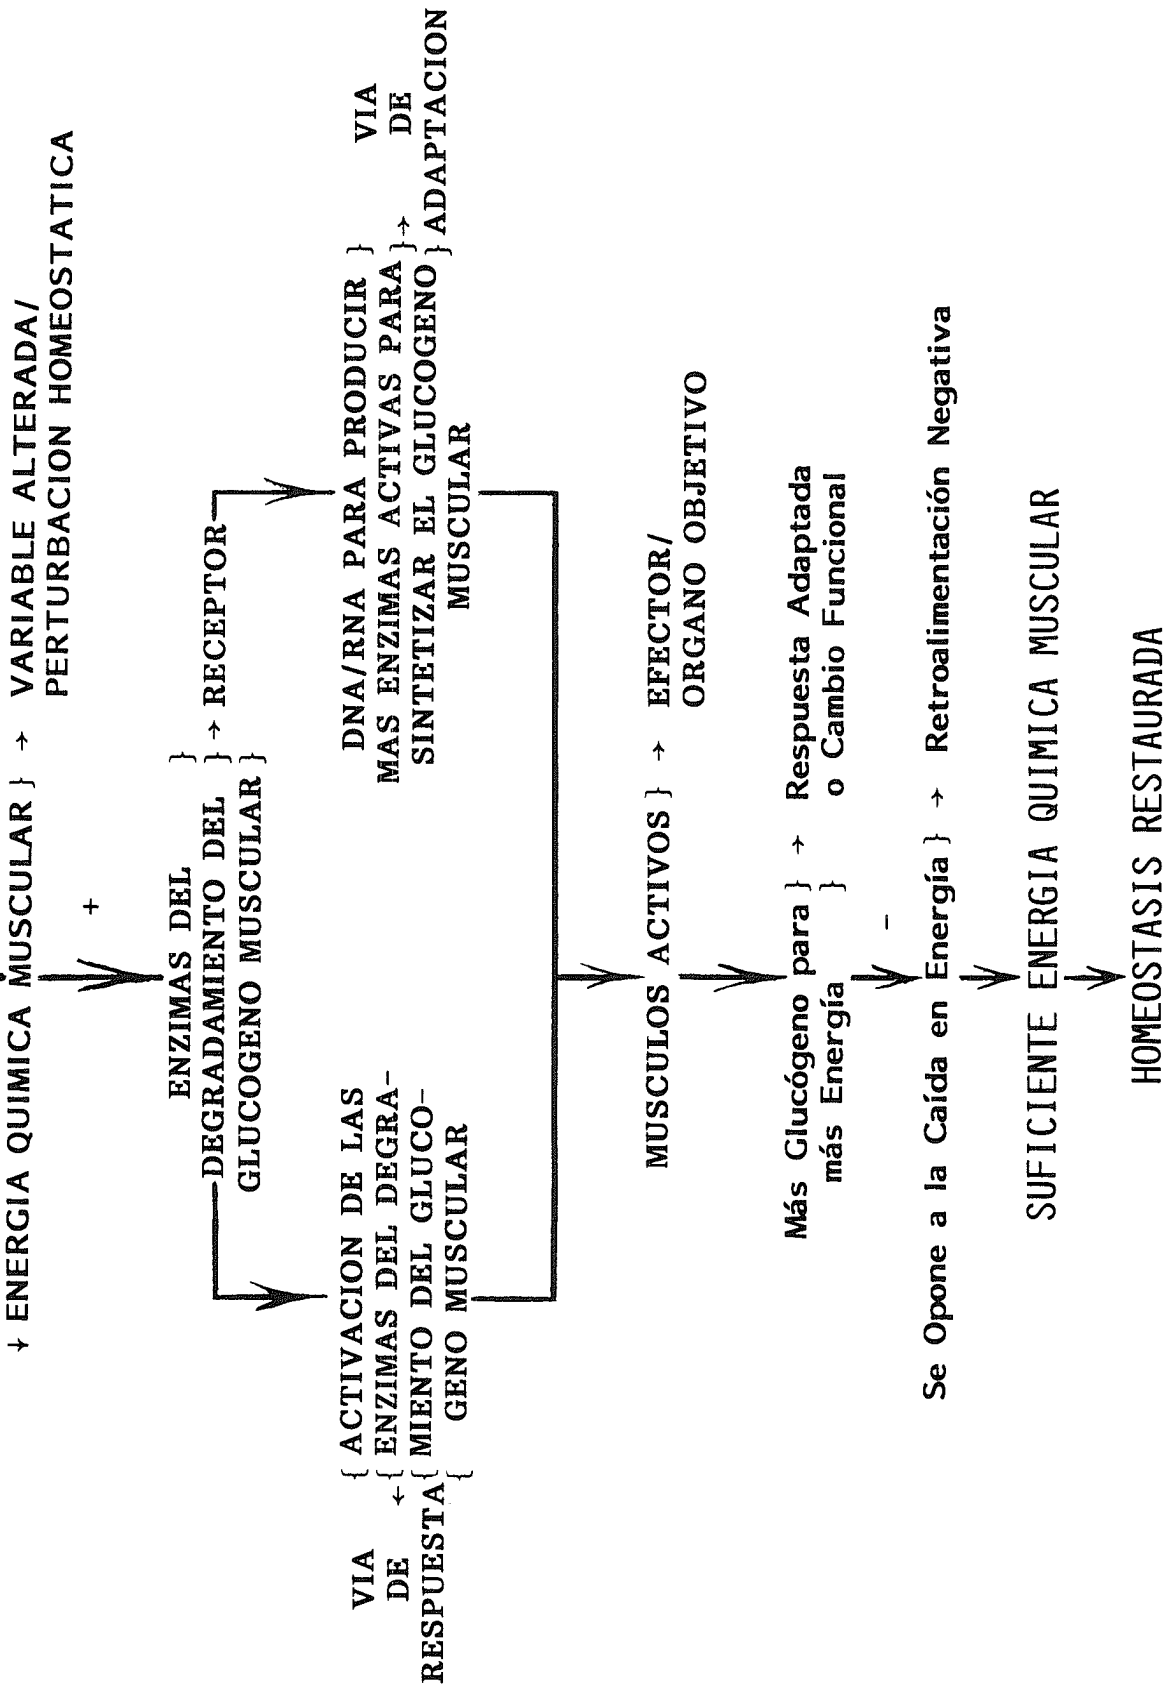 ↓ ENERGIA QUIMICA MUSCULAR } → VARIABLE ALTERADA/
PERTURBACION HOMEOSTATICA
+
ENZIMAS DEL }
DEGRADAMIENTO DEL } → RECEPTOR
GLUCOGENO MUSCULAR }
VIA
DE ←
RESPUESTA
{ ACTIVACION DE LAS
{ ENZIMAS DEL DEGRA-
{ MIENTO DEL GLUCO-
{ GENO MUSCULAR
DNA/RNA PARA PRODUCIR }
MAS ENZIMAS ACTIVAS PARA } →
SINTETIZAR EL GLUCOGENO }
MUSCULAR
VIA
DE
ADAPTACION
MUSCULOS ACTIVOS } → EFECTOR/
ORGANO OBJETIVO
Más Glucógeno para } → Respuesta Adaptada
más Energía } o Cambio Funcional
-
Se Opone a la Caída en Energía } → Retroalimentación Negativa
SUFICIENTE ENERGIA QUIMICA MUSCULAR
HOMEOSTASIS RESTAURADA